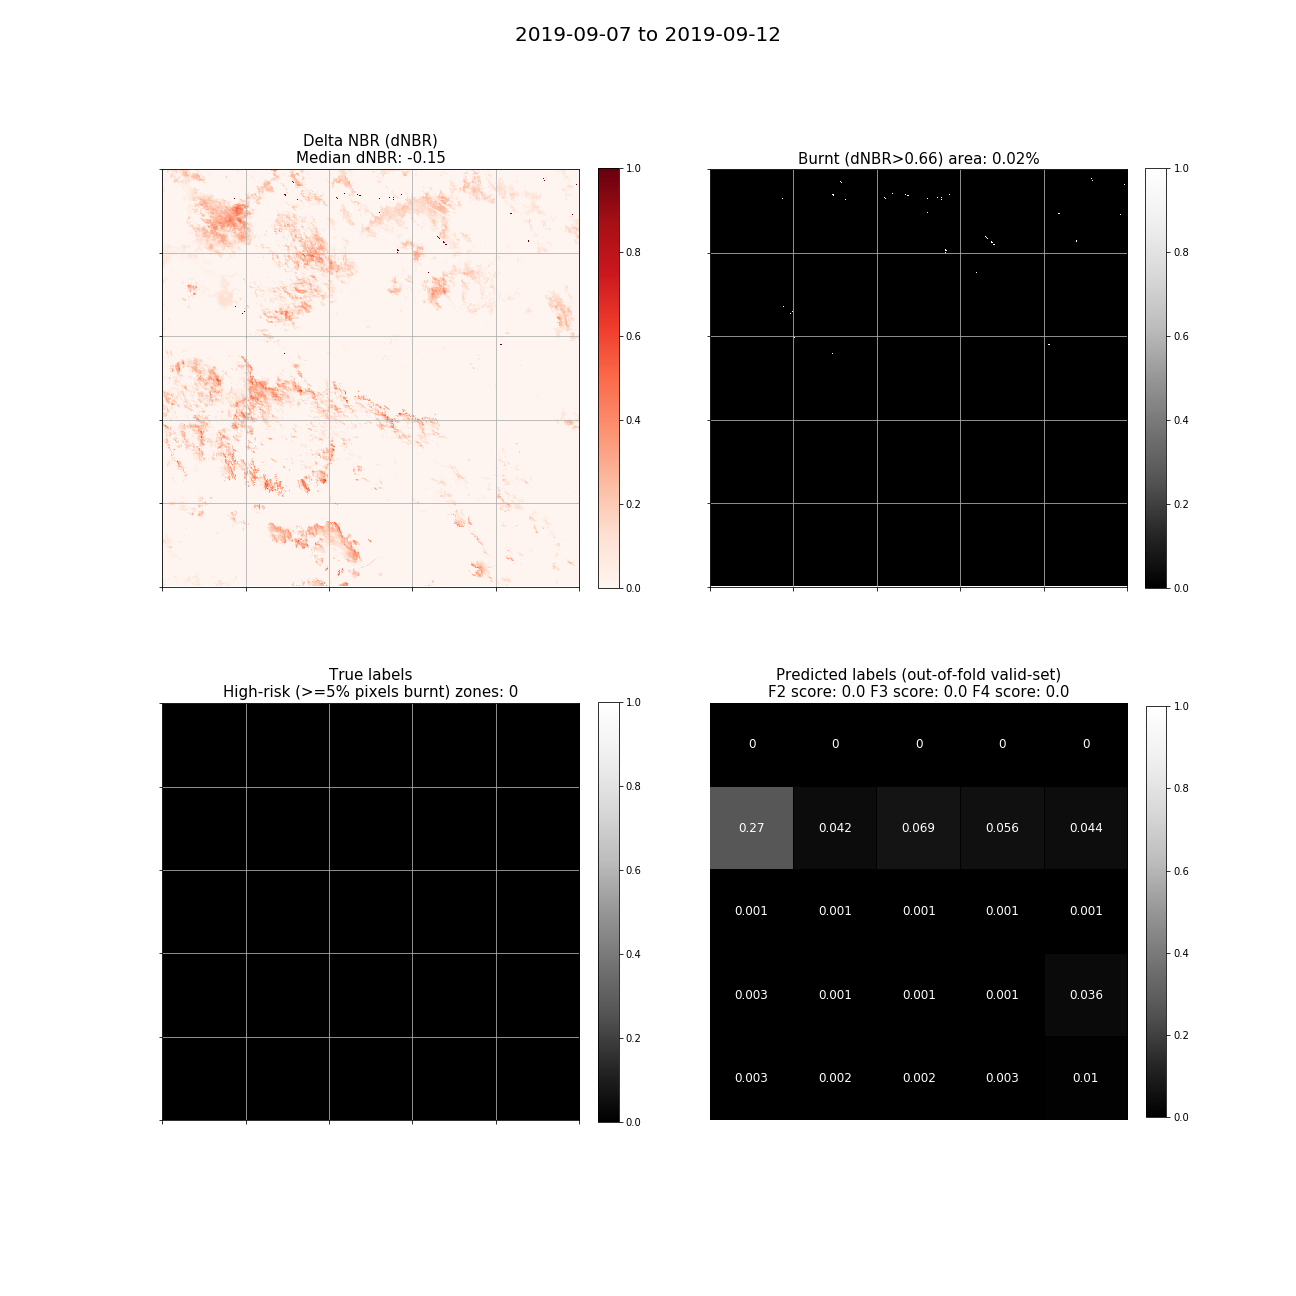 2019-09-07 to 2019-09-12
Delta NBR (dNBR)
Median dNBR: -0.15
1.0
0.8
0.6
0.4
0.2
0.0
Burnt (dNBR>0.66) area: 0.02%
1.0
0.8
0.6
0.4
0.2
0.0
True labels
High-risk (>=5% pixels burnt) zones: 0
1.0
0.8
0.6
0.4
0.2
0.0
Predicted labels (out-of-fold valid-set)
F2 score: 0.0 F3 score: 0.0 F4 score: 0.0
0 0 0 0 0
0.27 0.042 0.069 0.056 0.044
0.001 0.001 0.001 0.001 0.001
0.003 0.001 0.001 0.001 0.036
0.003 0.002 0.002 0.003 0.01
1.0
0.8
0.6
0.4
0.2
0.0